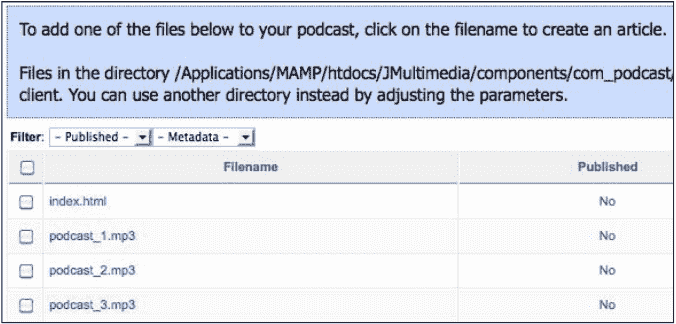 To add one of the files below to your podcast, click on the filename to create an article.
Files in the directory /Applications/MAMP/htdocs/JMultimedia/components/com_podcast/
client. You can use another directory instead by adjusting the parameters.
Filter: - Published - - Metadata -
Filename Published
index.html No
podcast_1.mp3 No
podcast_2.mp3 No
podcast_3.mp3 No